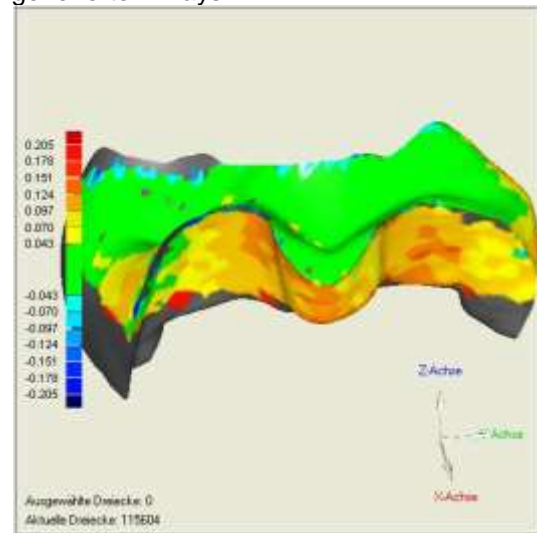 0.205
0.178
0.151
0.124
0.097
0.070
0.043
-0.043
-0.070
-0.097
-0.124
-0.151
-0.178
-0.205
Z-Achse
Achse
X-Achse
Ausgewählte Dreiecke: 0
Aktuelle Dreiecke: 115604